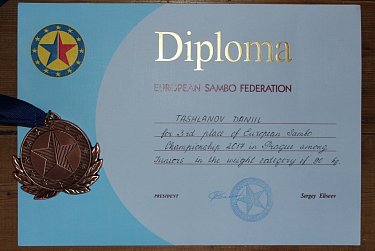 Diploma
EUROPEAN SAMBO FEDERATION
TASHLANOV DANIIL
for 3rd place of European Sambo
Championship 2017 in Prague among
Juniors in the weight category of 90 kg.
PRESIDENT
Sergey Eliseev